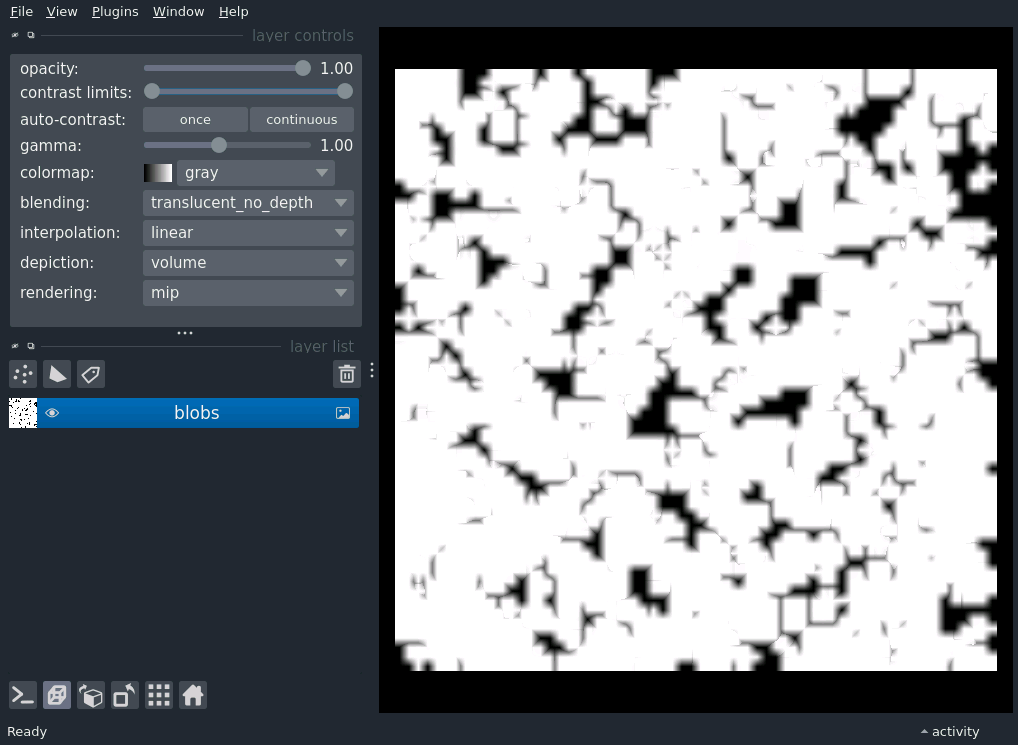 File View Plugins Window Help
layer controls
opacity: 1.00
contrast limits:
auto-contrast: once continuous
gamma: 1.00
colormap: gray
blending: translucent_no_depth
interpolation: linear
depiction: volume
rendering: mip
layer list
blobs
Ready
activity